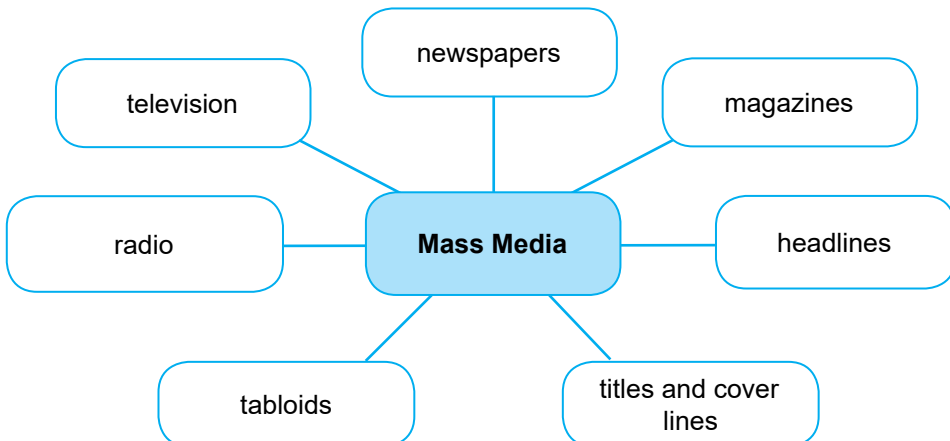 newspapers
television
magazines
radio
Mass Media
headlines
tabloids
titles and cover
lines